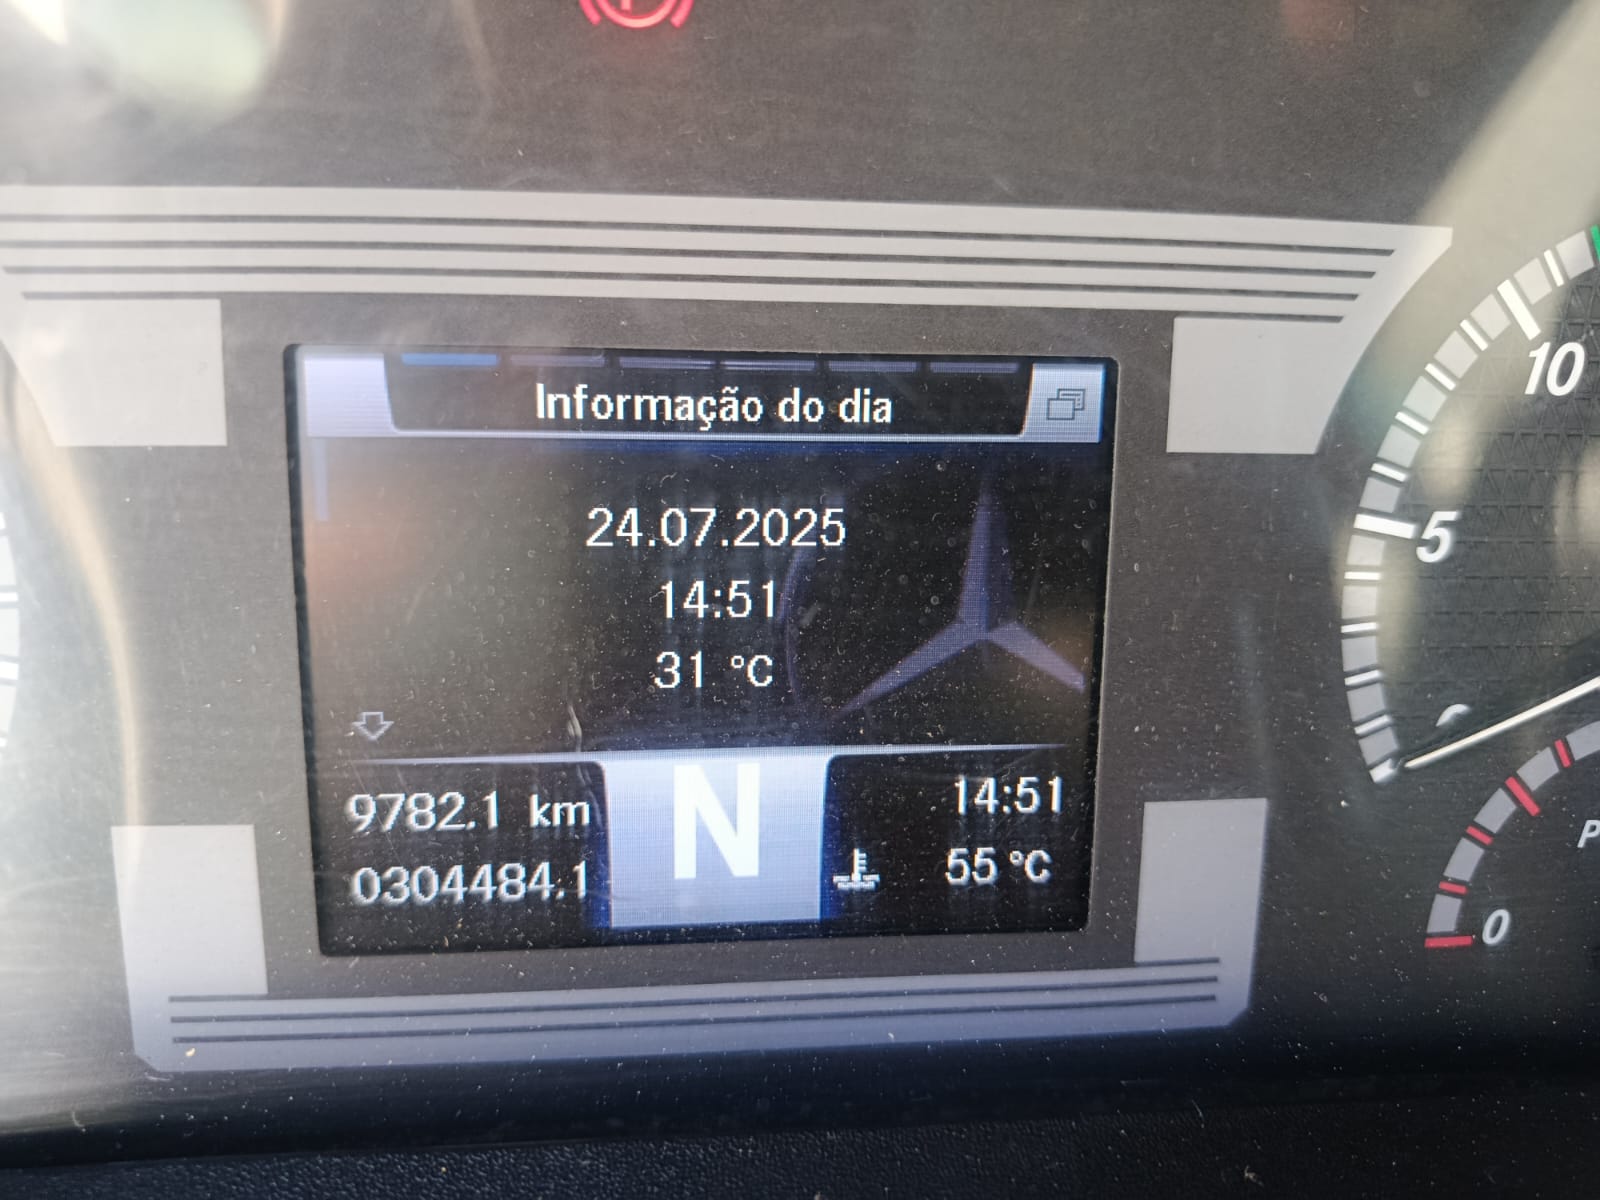 Informação do dia
24.07.2025
14:51
31 °C
9782.1 km
N
14:51
0304484.1
55 °C
10
5
0